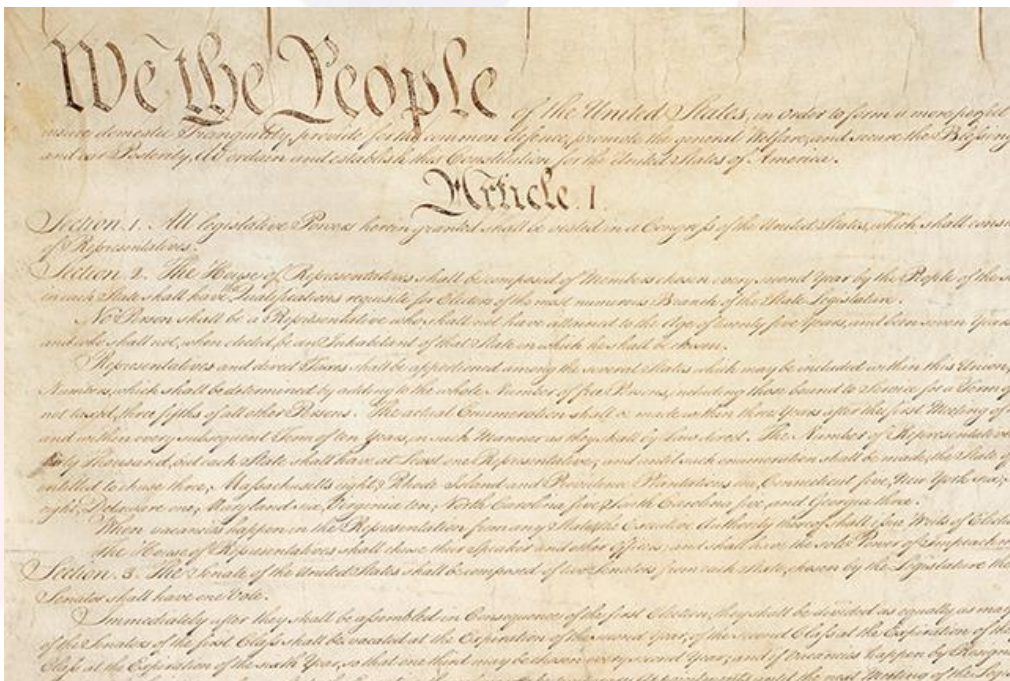 We the People
of the United States, in order to form a more perfect
insure domestic Tranquility, provide for the common defence, promote the general Welfare, and secure the Blessings
and our Posterity, do ordain and establish this Constitution for the United States of America.
Article. I.
Section. 1. All legislative Powers herein granted shall be vested in a Congress of the United States, which shall consist
of Representatives.
Section. 2. The House of Representatives shall be composed of Members chosen every second Year by the People of the
in each State shall have Qualifications requisite for Electors of the most numerous Branch of the State Legislature.
No Person shall be a Representative who shall not have attained to the Age of twenty five Years, and been seven Years
and who shall not, when elected, be an Inhabitant of that State in which he shall be chosen.
Representatives and direct Taxes shall be apportioned among the several States which may be included within this Union,
Numbers, which shall be determined by adding to the whole Number of free Persons, including those bound to Service for a Term of
not taxed, three fifths of all other Persons. The actual Enumeration shall be made within three Years after the first Meeting of
and within every subsequent Term of ten Years, in such Manner as they shall by Law direct. The Number of Representatives
thirty Thousand, but each State shall have at Least one Representative; and until such enumeration shall be made, the State of
entitled to chuse three, Massachusetts eight, Rhode Island and Providence Plantations one, Connecticut five, New York six,
eight, Delaware one, Maryland six, Virginia ten, North Carolina five, South Carolina five, and Georgia three.
When vacancies happen in the Representation from any State, the Executive Authority thereof shall issue Writs of Election
The House of Representatives shall chuse their Speaker and other Officers; and shall have the sole Power of Impeachment
Section. 3. The Senate of the United States shall be composed of two Senators from each State, chosen by the Legislature
Senator shall have one Vote.
Immediately after they shall be assembled in Consequence of the first Election, they shall be divided as equally as may
of the Senators of the first Class shall be vacated at the Expiration of the second Year, of the second Class at the Expiration of the
Class at the Expiration of the sixth Year, so that one third may be chosen every second Year; and if Vacancies happen by
until the next Meeting of the